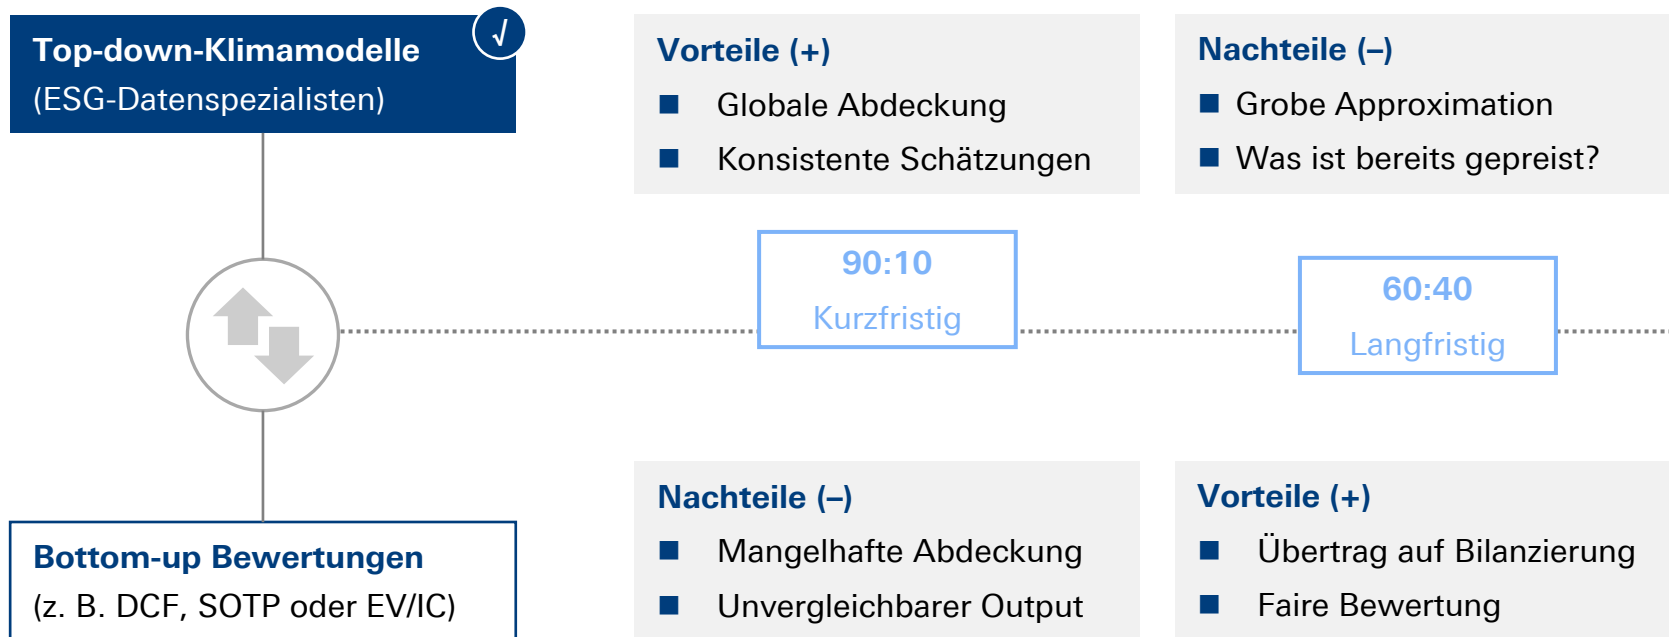 Top-down-Klimamodelle
(ESG-Datenspezialisten)
√
Vorteile (+)
■ Globale Abdeckung
■ Konsistente Schätzungen
Nachteile (–)
■ Grobe Approximation
■ Was ist bereits gepreist?
90:10
Kurzfristig
60:40
Langfristig
Bottom-up Bewertungen
(z. B. DCF, SOTP oder EV/IC)
Nachteile (–)
■ Mangelhafte Abdeckung
■ Unvergleichbarer Output
Vorteile (+)
■ Übertrag auf Bilanzierung
■ Faire Bewertung